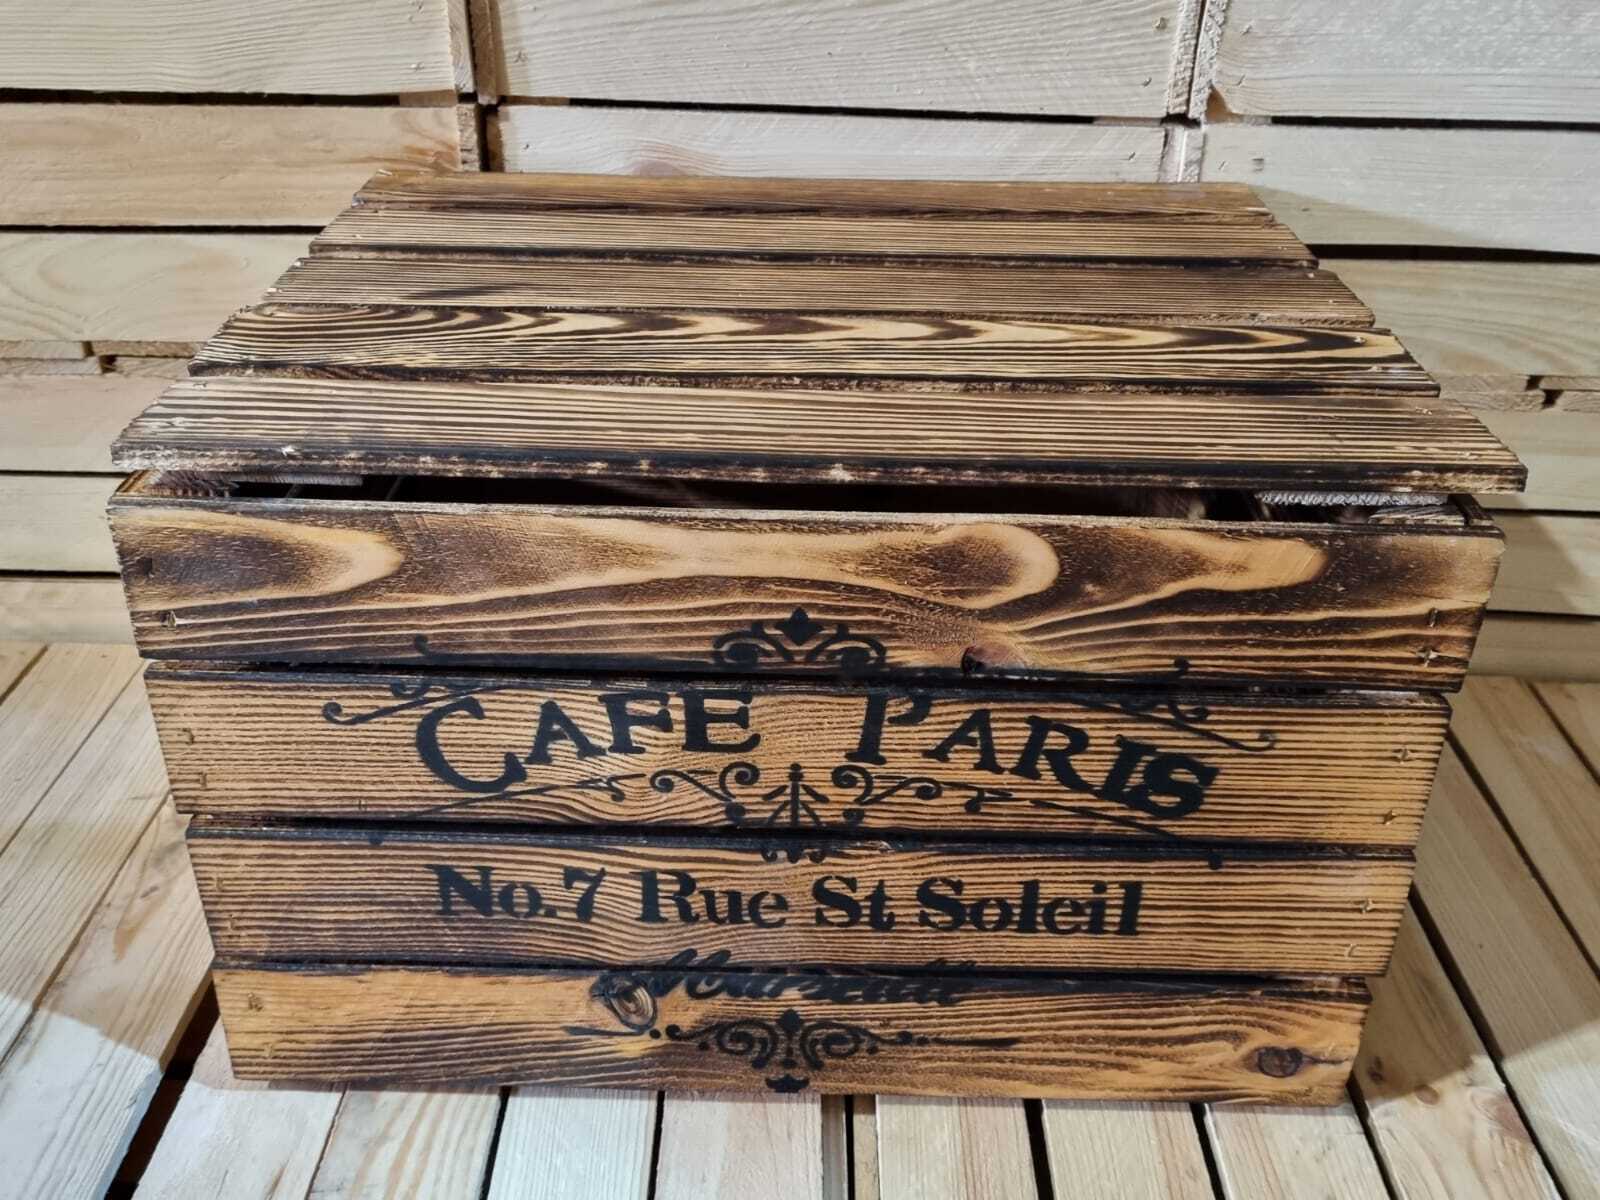 CAFE PARIS
No.7 Rue St Soleil